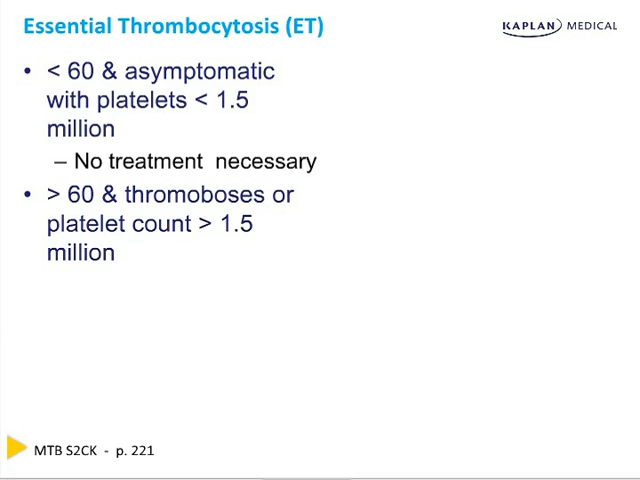 Essential Thrombocytosis (ET)
KAPLAN MEDICAL
• < 60 & asymptomatic
with platelets < 1.5
million
– No treatment necessary
• > 60 & thromoboses or
platelet count > 1.5
million
MTB S2CK - p. 221